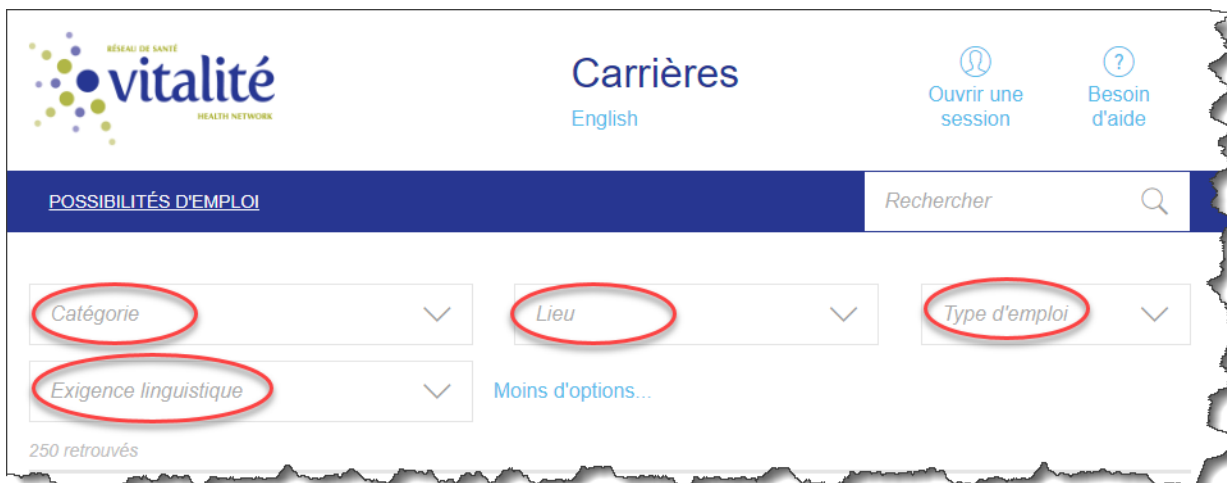 RÉSEAU DE SANTÉ
vitalité
HEALTH NETWORK
Carrières
English
Ouvrir une
session
Besoin
d'aide
POSSIBILITÉS D'EMPLOI
Rechercher
Catégorie
Lieu
Type d'emploi
Exigence linguistique
Moins d'options...
250 retrouvés